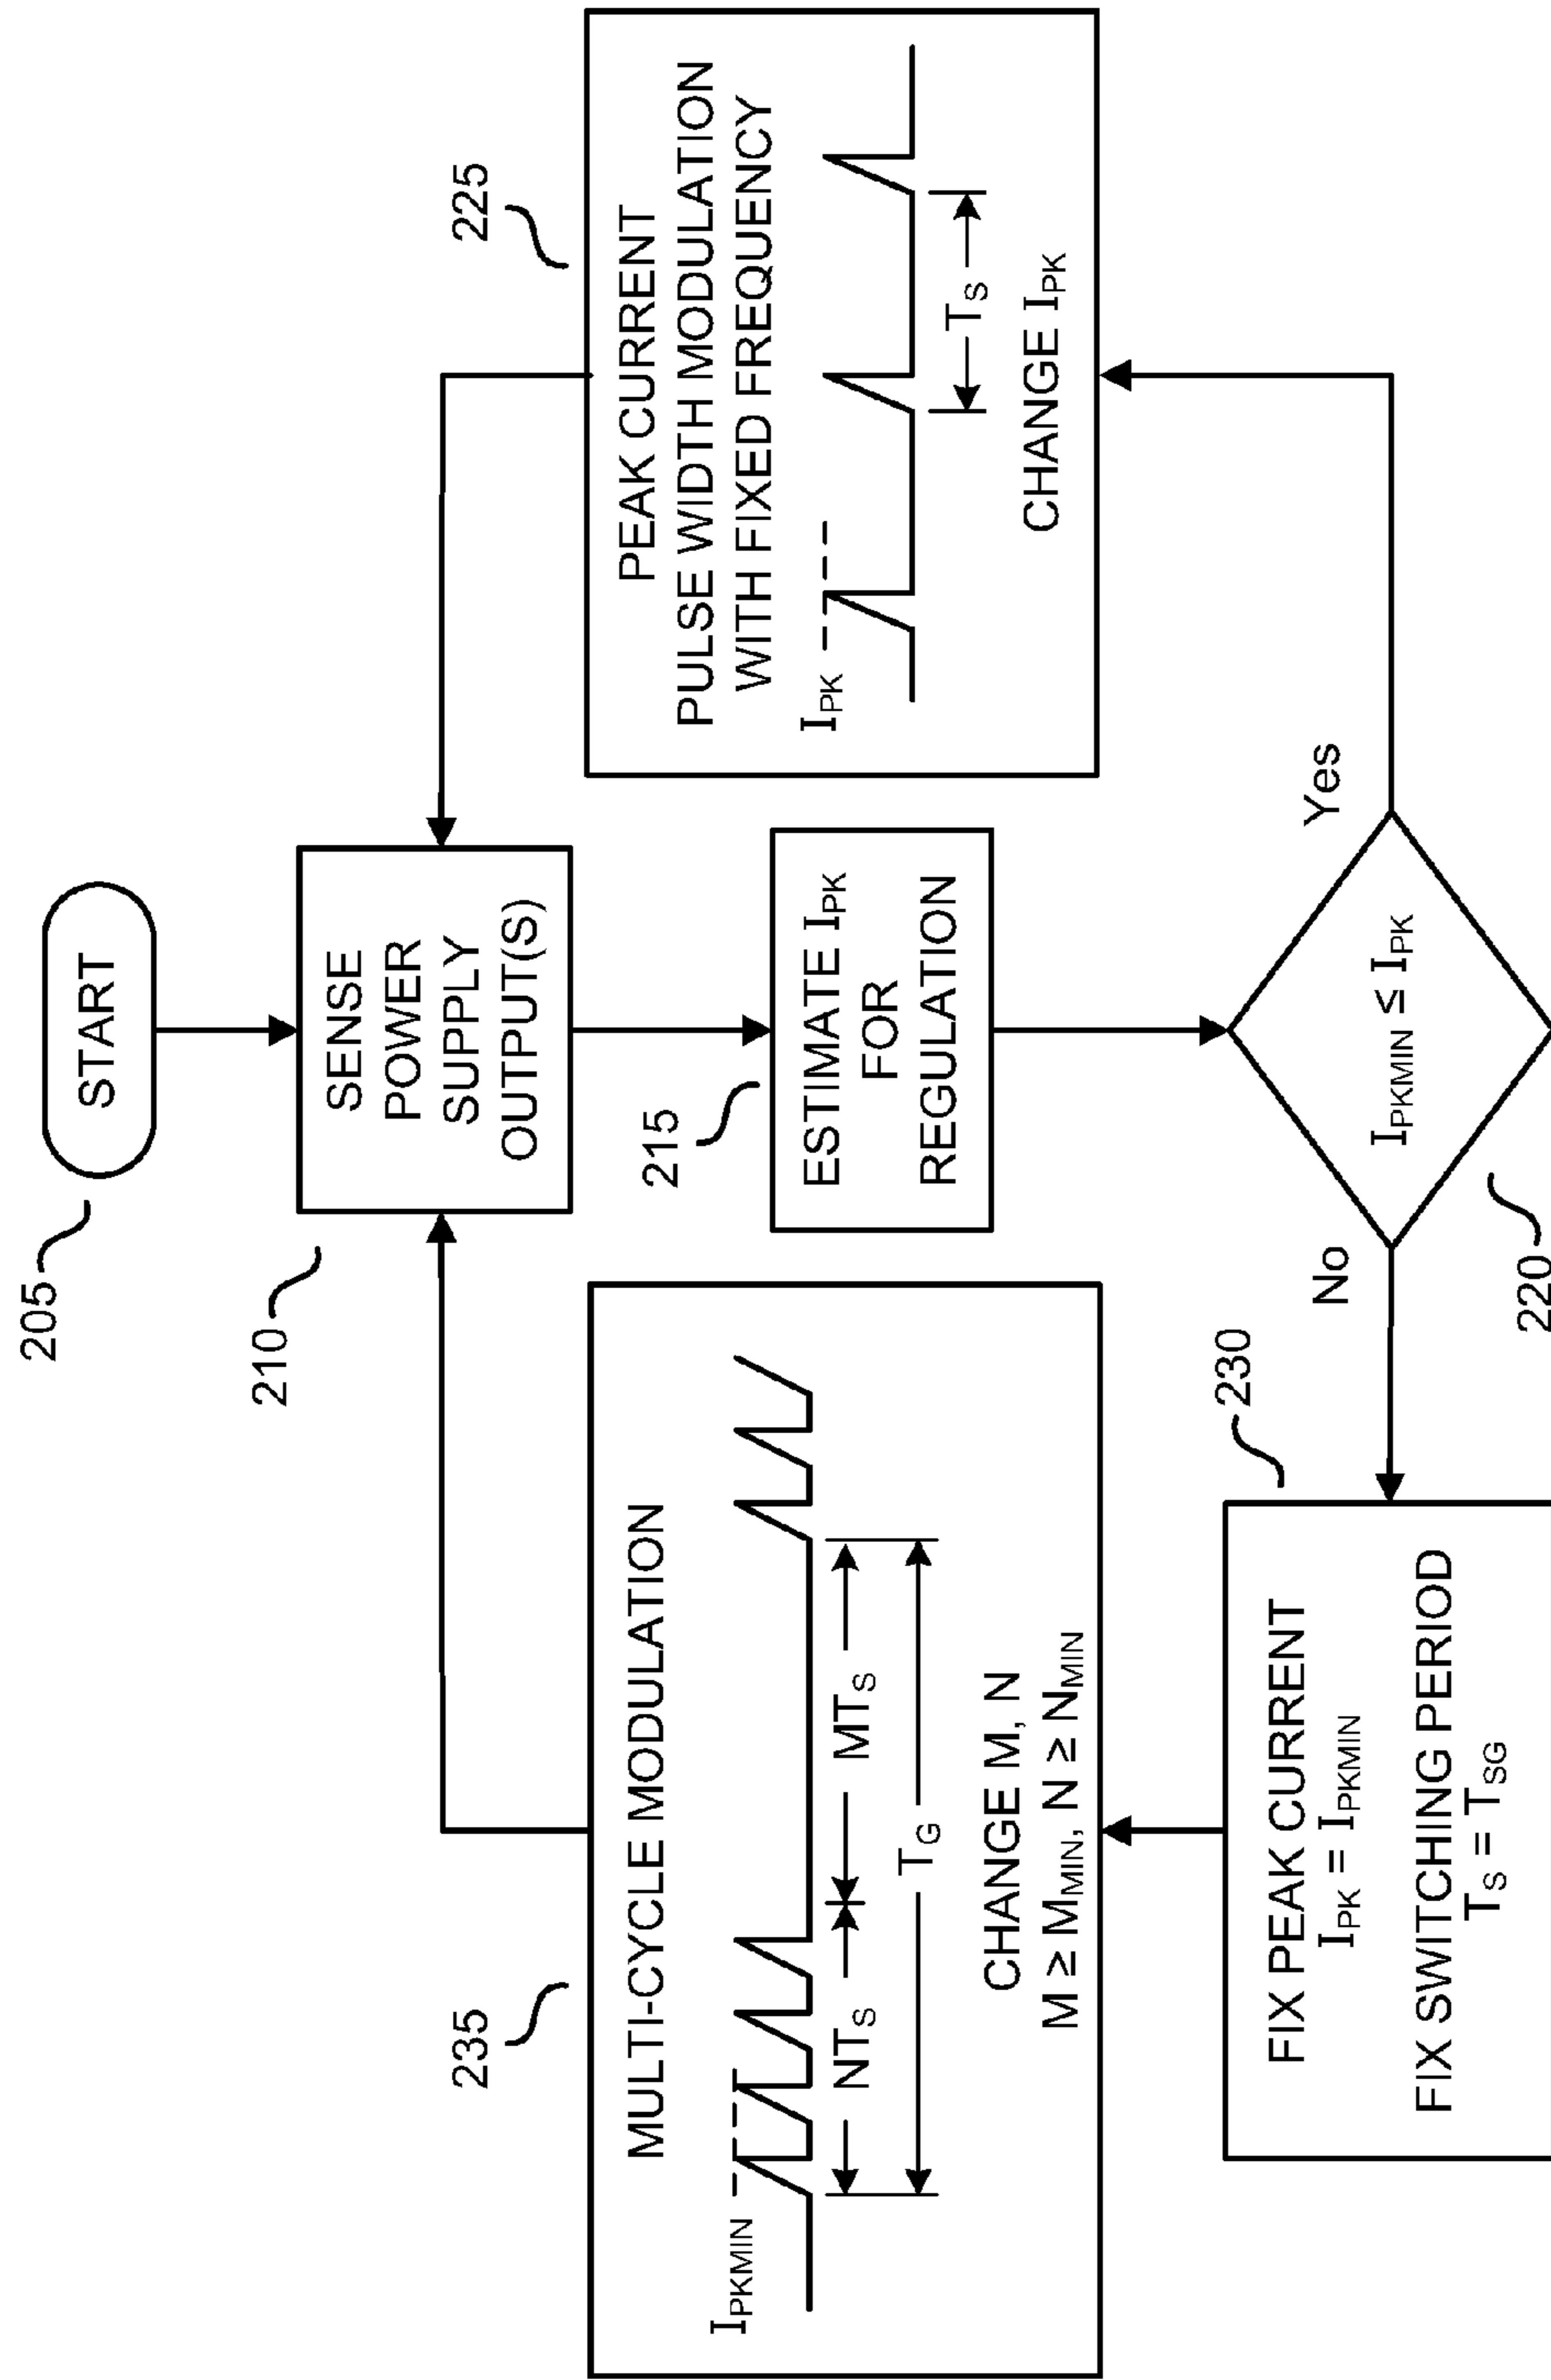 205
START
210
SENSE
POWER
SUPPLY
OUTPUT(S)
215
ESTIMATE IPK
FOR
REGULATION
220
IPKMIN ≤ IPK
Yes
No
225
PEAK CURRENT
PULSE WIDTH MODULATION
WITH FIXED FREQUENCY
IPK
TS
CHANGE IPK
230
FIX PEAK CURRENT
IPK = IPKMIN
FIX SWITCHING PERIOD
TS = TSG
235
MULTI-CYCLE MODULATION
IPKMIN
NTS
MTS
TG
CHANGE M, N
M ≥ MMIN, N ≥ NMIN